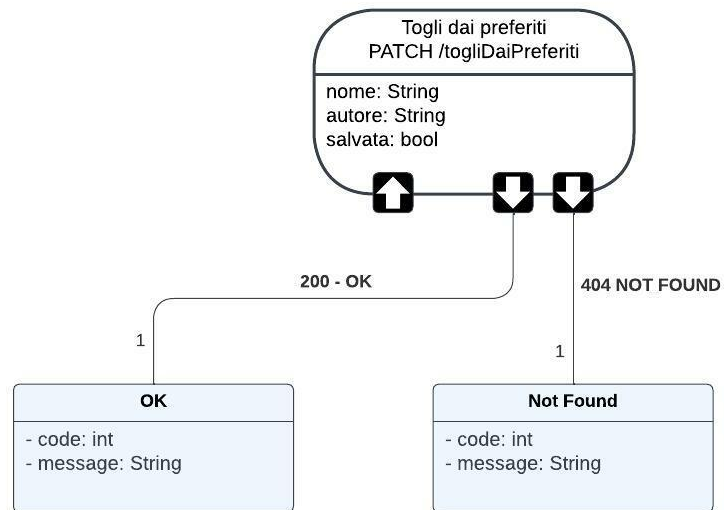 Togli dai preferiti
PATCH /togliDaiPreferiti
nome: String
autore: String
salvata: bool
200 - OK
404 NOT FOUND
1
1
OK
- code: int
- message: String
Not Found
- code: int
- message: String